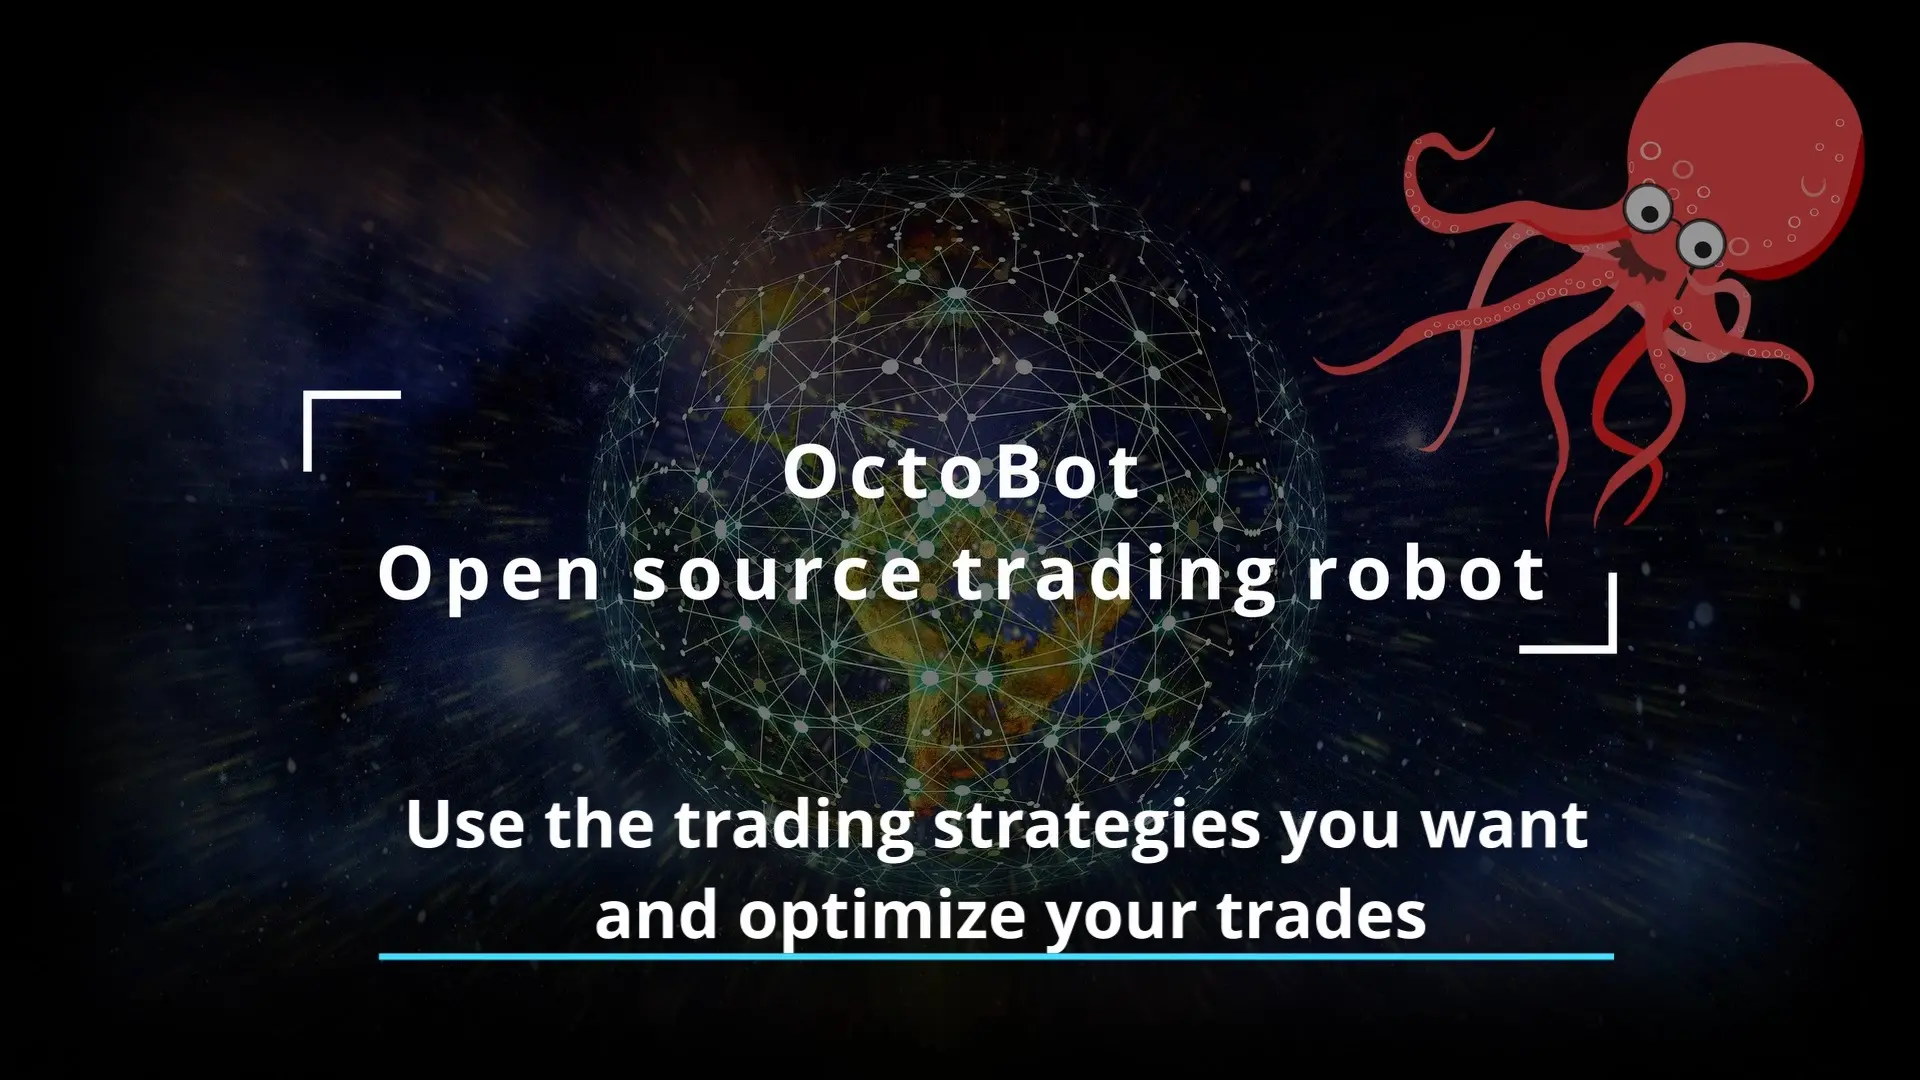 OctoBot
Open source trading robot
Use the trading strategies you want
and optimize your trades